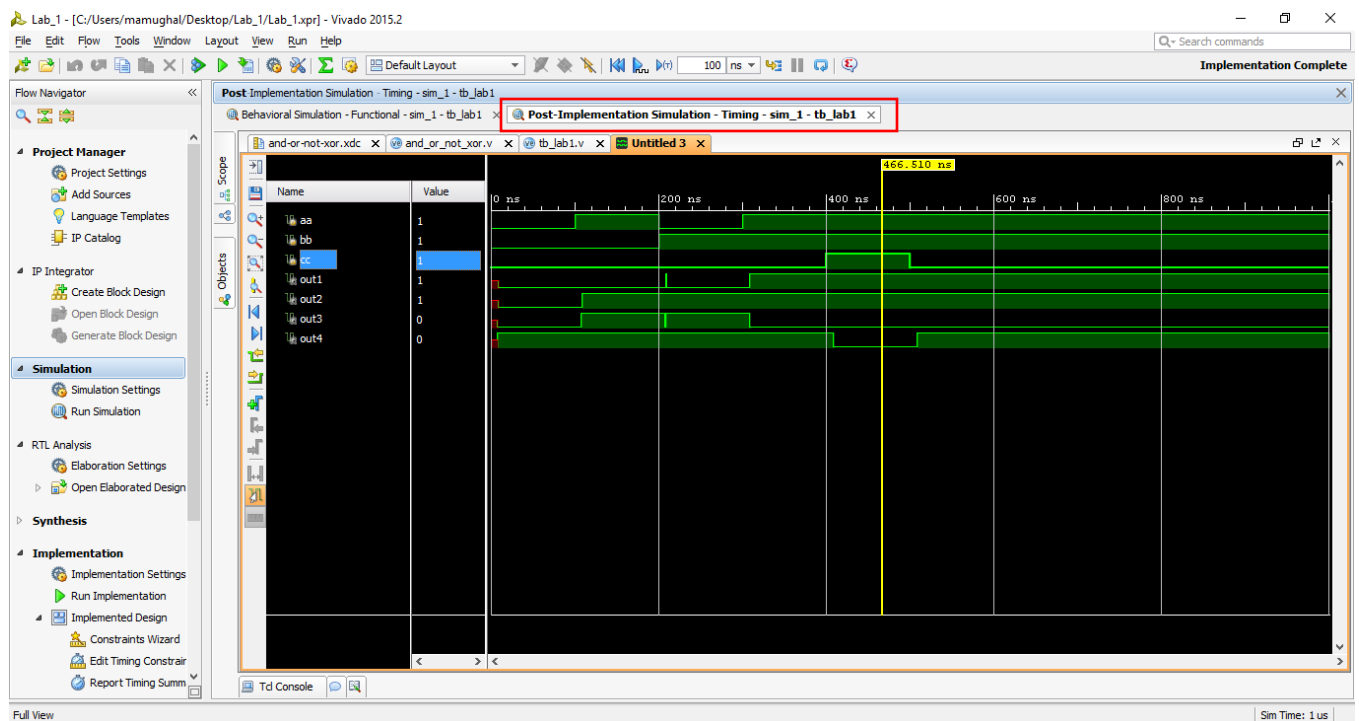 Lab_1 - [C:/Users/mamughal/Desktop/Lab_1/Lab_1.xpr] - Vivado 2015.2
File Edit Flow Tools Window Layout View Run Help
Search commands
Default Layout
100 ns
Implementation Complete
Flow Navigator
Post-Implementation Simulation - Timing - sim_1 - tb_lab1
Behavioral Simulation - Functional - sim_1 - tb_lab1
Post-Implementation Simulation - Timing - sim_1 - tb_lab1
and-or-not-xor.xdc
and_or_not_xor.v
tb_lab1.v
Untitled 3
Project Manager
Project Settings
Add Sources
Language Templates
IP Catalog
IP Integrator
Create Block Design
Open Block Design
Generate Block Design
Simulation
Simulation Settings
Run Simulation
RTL Analysis
Elaboration Settings
Open Elaborated Design
Synthesis
Implementation
Implementation Settings
Run Implementation
Implemented Design
Constraints Wizard
Edit Timing Constrair
Report Timing Summ
Scope
Objects
466.510 ns
Name Value
0 ns 200 ns 400 ns 600 ns 800 ns
aa 1
bb 1
cc 1
out1 1
out2 1
out3 0
out4 0
Tcl Console
Full View
Sim Time: 1 us